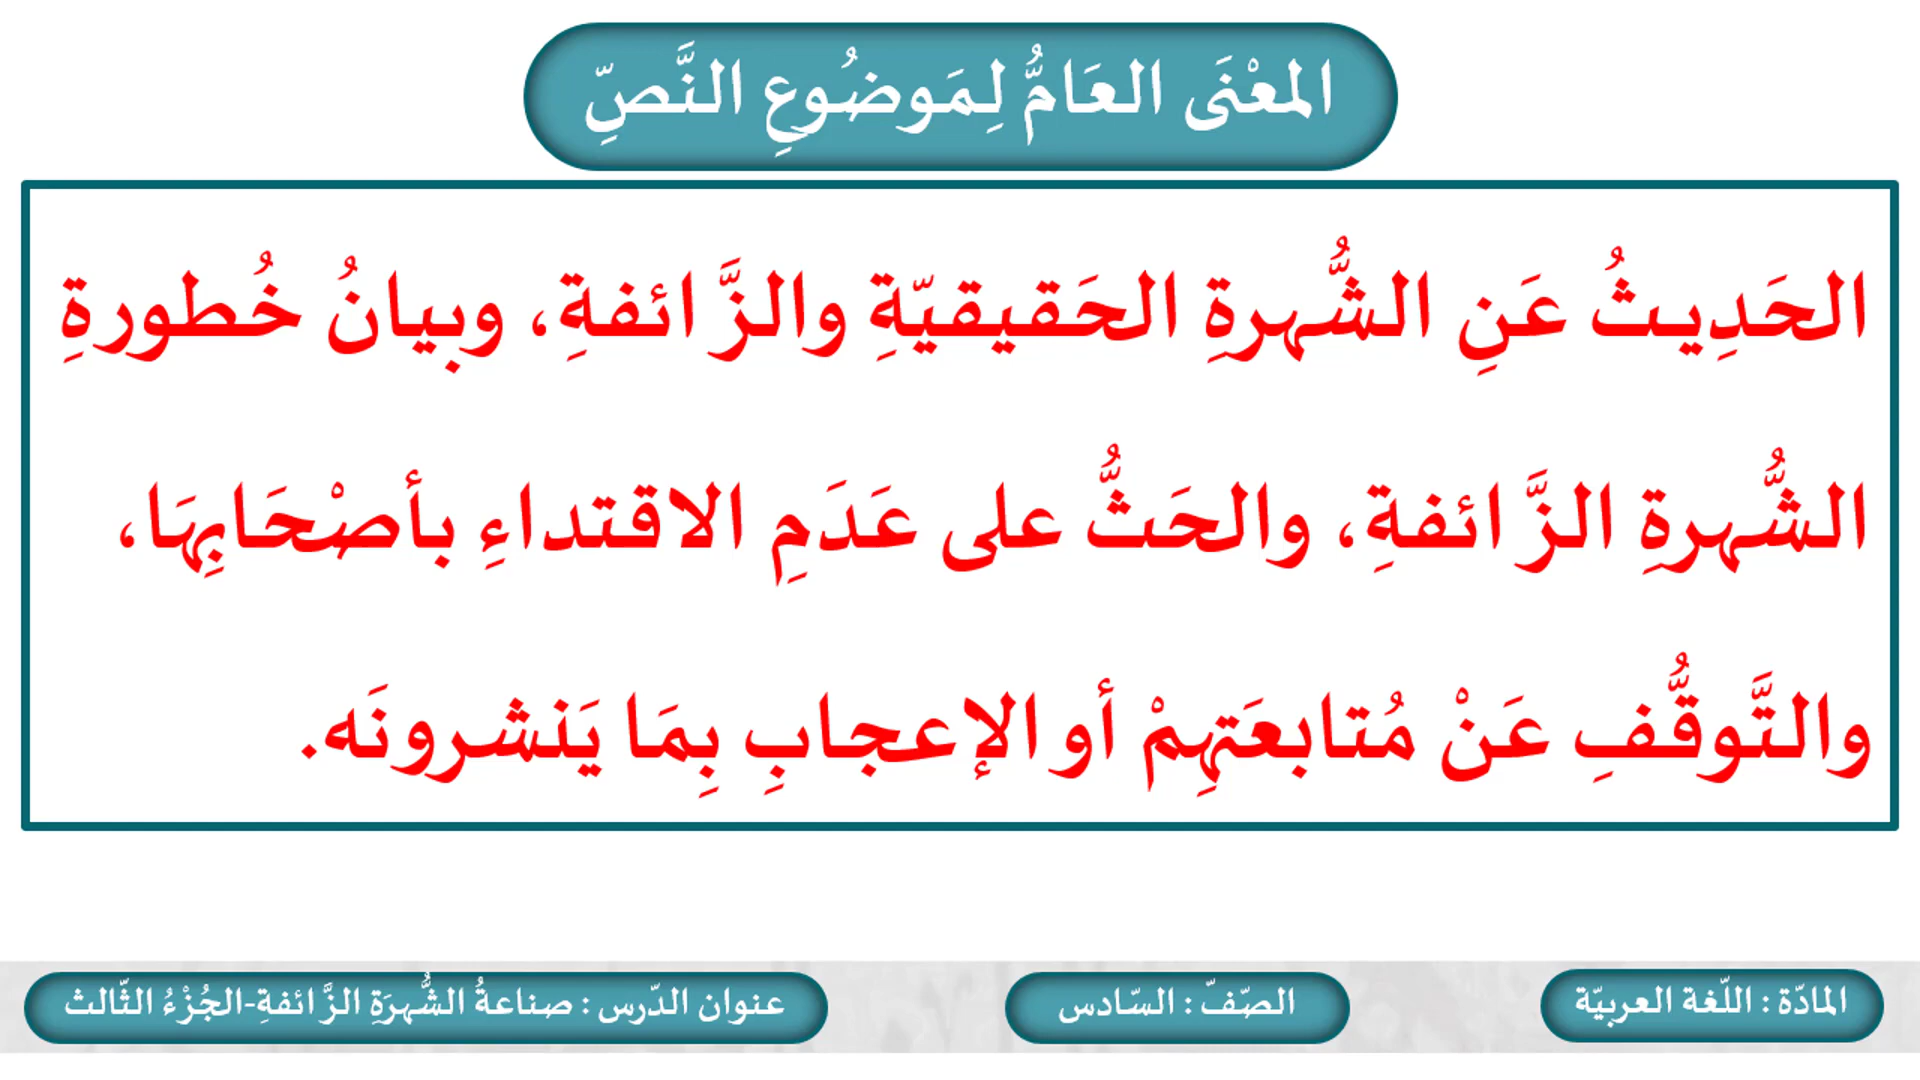 المعْنَى العَامُّ لِمَوضُوعِ النَّصِّ
الحَدِيثُ عَنِ الشُّهرةِ الحَقيقيّةِ والزَّائفةِ، وبيانُ خُطورةِ
الشُّهرةِ الزَّائفةِ، والحَثُّ على عَدَمِ الاقتداءِ بأصْحَابِهَا،
والتَّوقُّفِ عَنْ مُتابعَتِهِمْ أو الإعجابِ بِمَا يَنشرونَه.
المادّة : اللّغة العربيّة
الصّفّ : السّادس
عنوان الدّرس : صناعةُ الشُّهرَةِ الزَّائفةِ-الجُزْءُ الثّالث